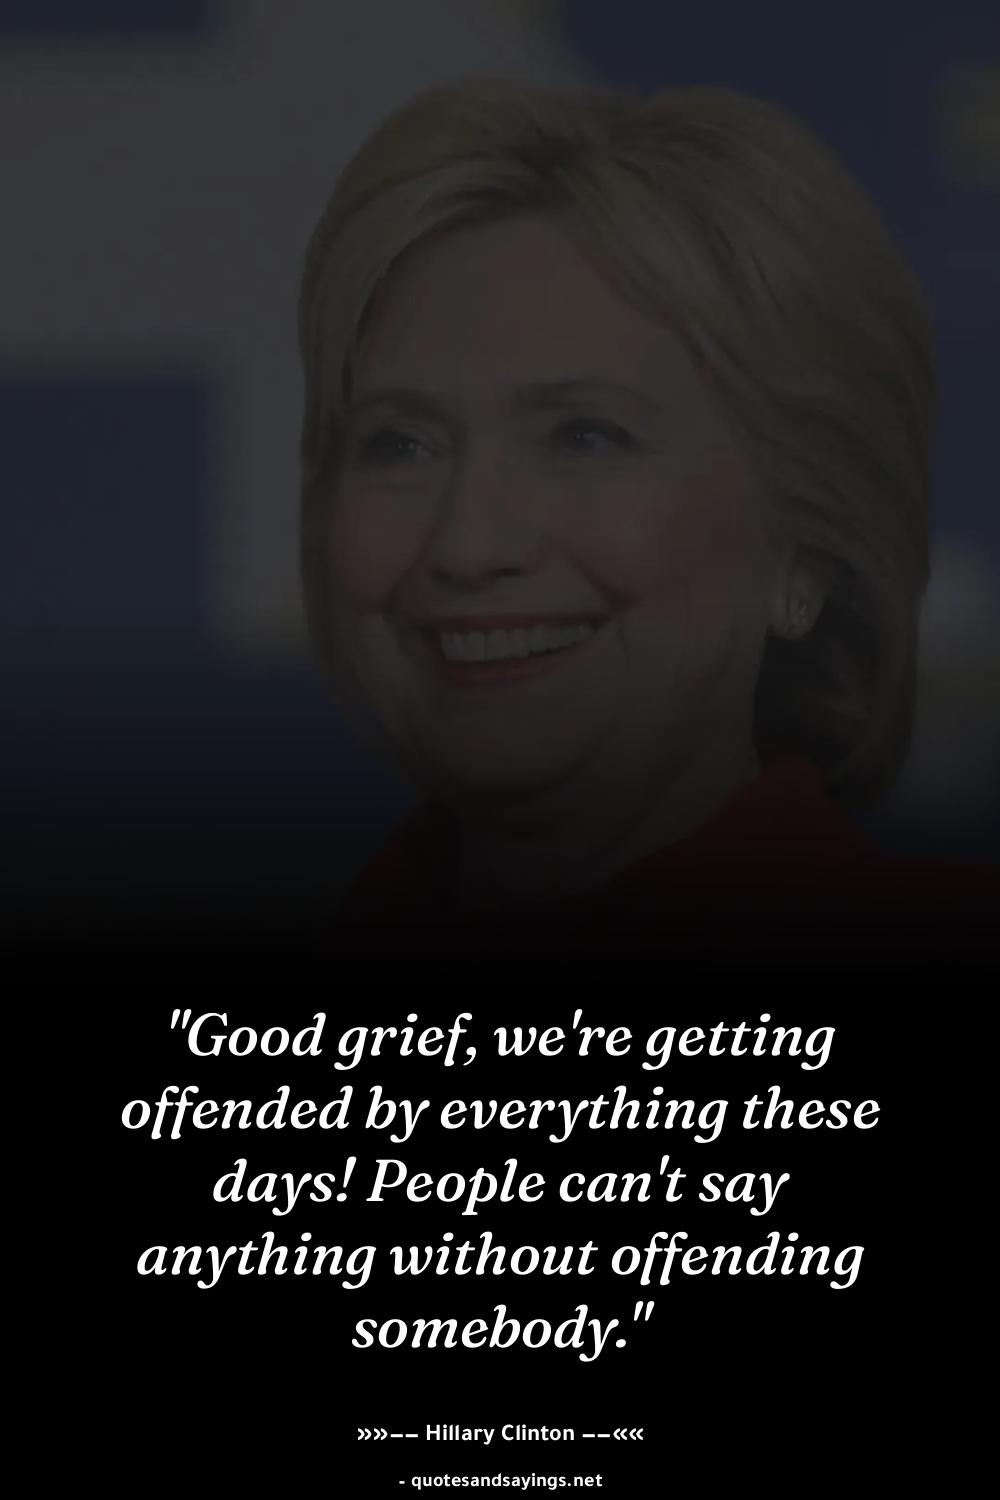 "Good grief, we're getting
offended by everything these
days! People can't say
anything without offending
somebody."
»»–– Hillary Clinton ––««
- quotesandsayings.net